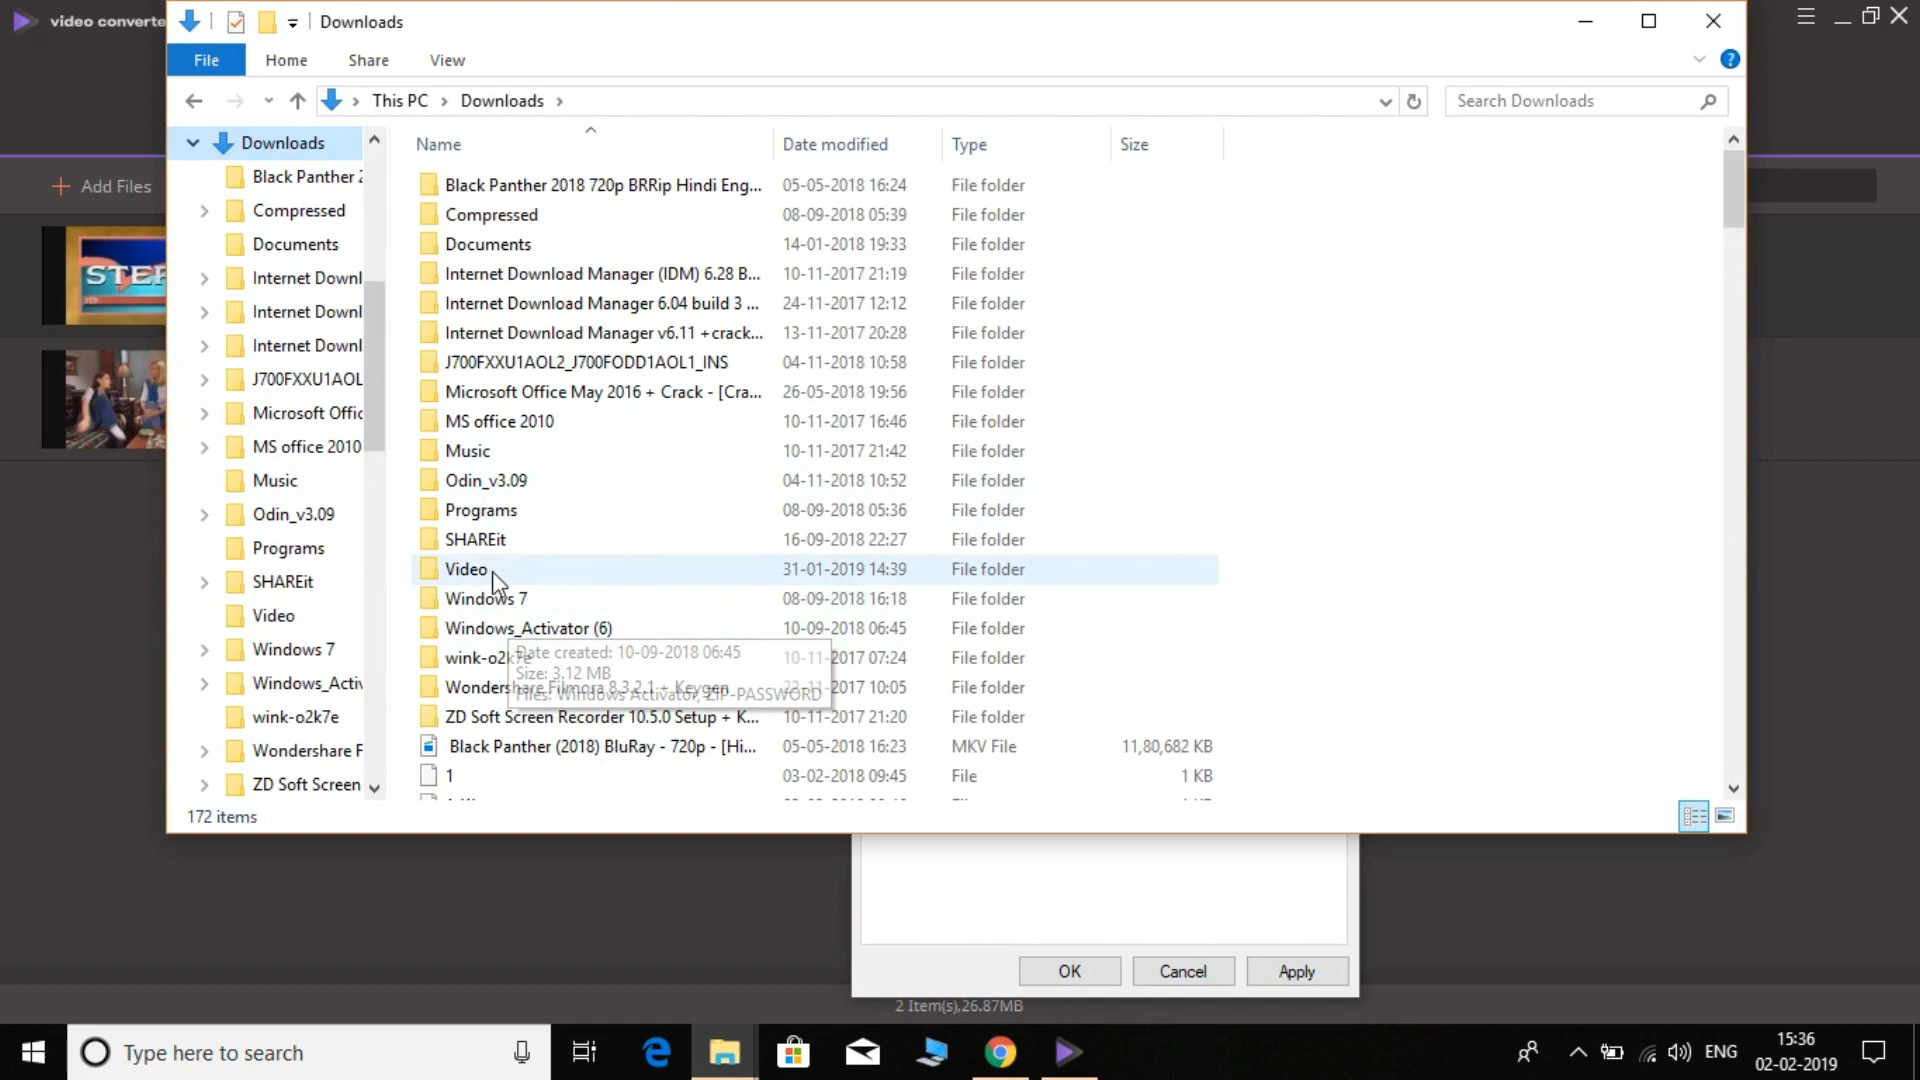 video converte
Downloads
File Home Share View
This PC Downloads
Search Downloads
Add Files
STEP
Downloads
Black Panther 2
Compressed
Documents
Internet Downl
Internet Downl
Internet Downl
J700FXXU1AOL
Microsoft Offic
MS office 2010
Music
Odin_v3.09
Programs
SHAREit
Video
Windows 7
Windows_Activ
wink-o2k7e
Wondershare F
ZD Soft Screen
Name Date modified Type Size
Black Panther 2018 720p BRRip Hindi Eng... 05-05-2018 16:24 File folder
Compressed 08-09-2018 05:39 File folder
Documents 14-01-2018 19:33 File folder
Internet Download Manager (IDM) 6.28 B... 10-11-2017 21:19 File folder
Internet Download Manager 6.04 build 3 ... 24-11-2017 12:12 File folder
Internet Download Manager v6.11 +crack... 13-11-2017 20:28 File folder
J700FXXU1AOL2_J700FODD1AOL1_INS 04-11-2018 10:58 File folder
Microsoft Office May 2016 + Crack - [Cra... 26-05-2018 19:56 File folder
MS office 2010 10-11-2017 16:46 File folder
Music 10-11-2017 21:42 File folder
Odin_v3.09 04-11-2018 10:52 File folder
Programs 08-09-2018 05:36 File folder
SHAREit 16-09-2018 22:27 File folder
Video 31-01-2019 14:39 File folder
Windows 7 08-09-2018 16:18 File folder
Windows_Activator (6) 10-09-2018 06:45 File folder
wink-o2k7e 10-11-2017 07:24 File folder
Wondershare Filmora 8.3.2.1 + Keygen 23-11-2017 10:05 File folder
ZD Soft Screen Recorder 10.5.0 Setup + K... 10-11-2017 21:20 File folder
Black Panther (2018) BluRay - 720p - [Hi... 05-05-2018 16:23 MKV File 11,80,682 KB
1 03-02-2018 09:45 File 1 KB
Date created: 10-09-2018 06:45
Size: 3.12 MB
Files: Windows Activator, ZIP-PASSWORD
172 items
OK Cancel Apply
2 Item(s),26.87MB
Type here to search
ENG
15:36
02-02-2019